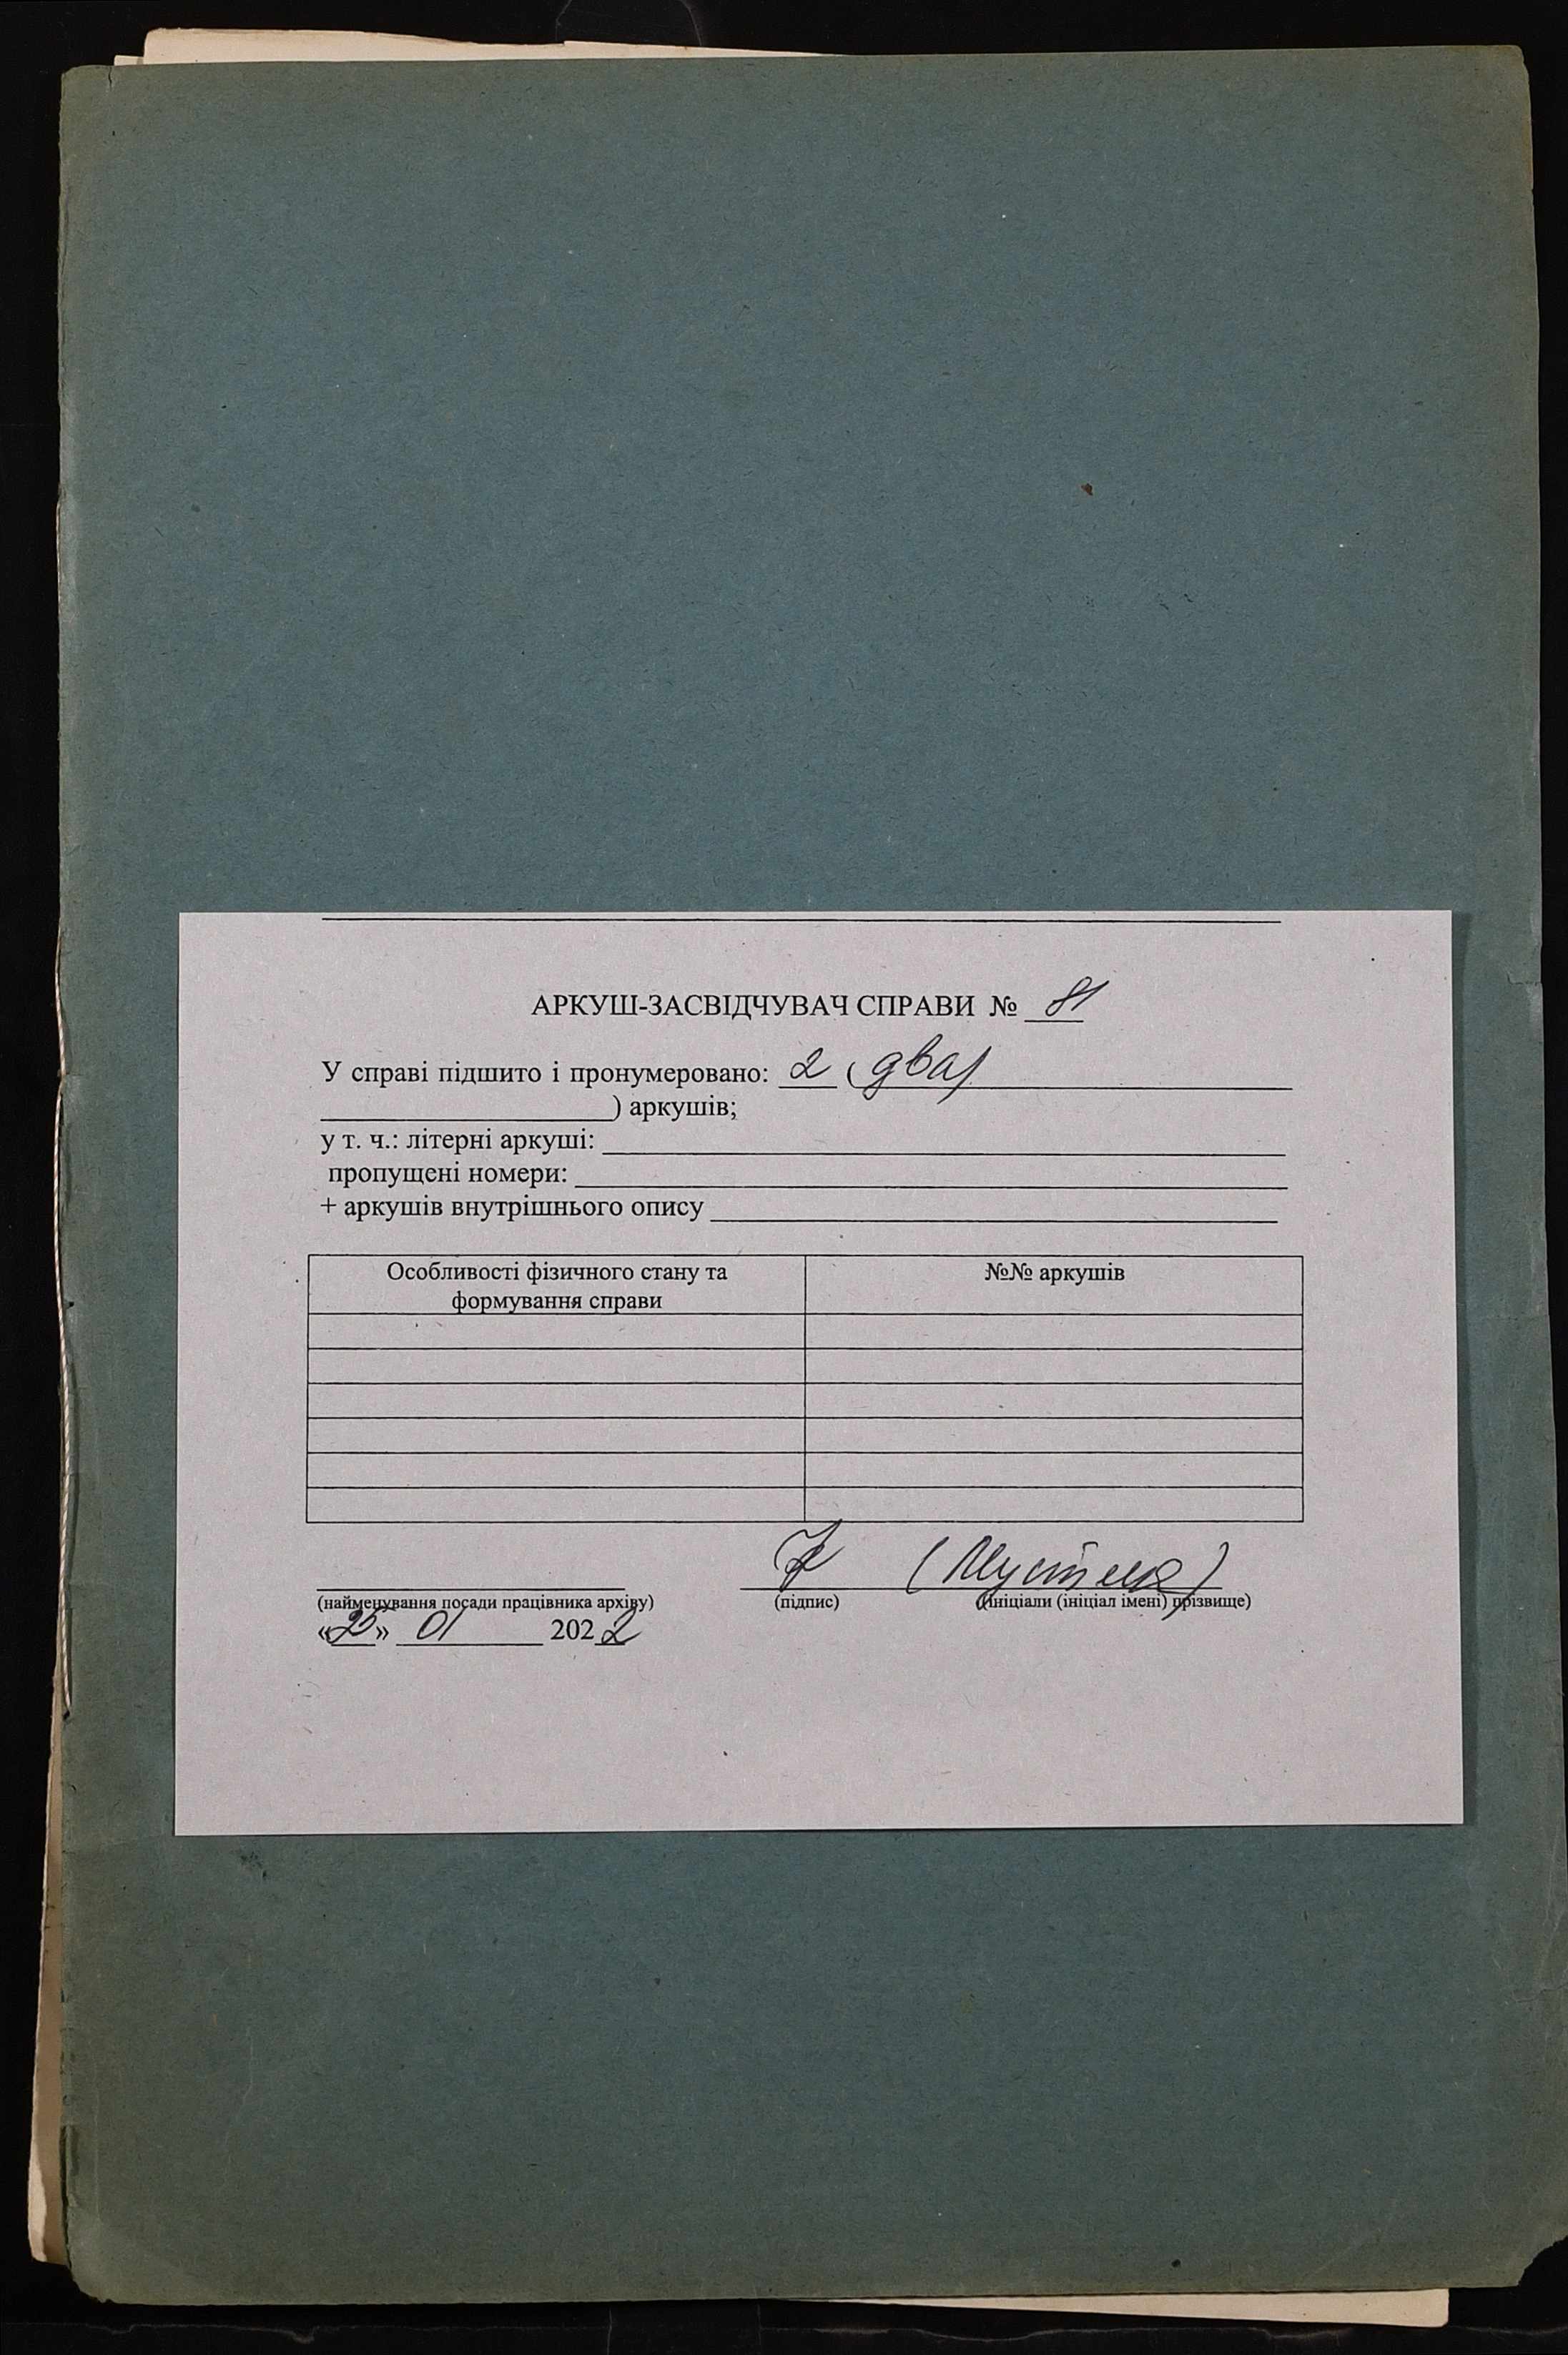 АРКУШ-ЗАСВІДЧУВАЧ СПРАВИ № 81
У справі підшито і пронумеровано: 2 (два)
) аркушів;
у т. ч.: літерні аркуші:
пропущені номери:
+ аркушів внутрішнього опису
Особливості фізичного стану та №№ аркушів
формування справи
(найменування посади працівника архіву) (підпис) (ініціали (ініціал імені) прізвище)
«25» 01 2022